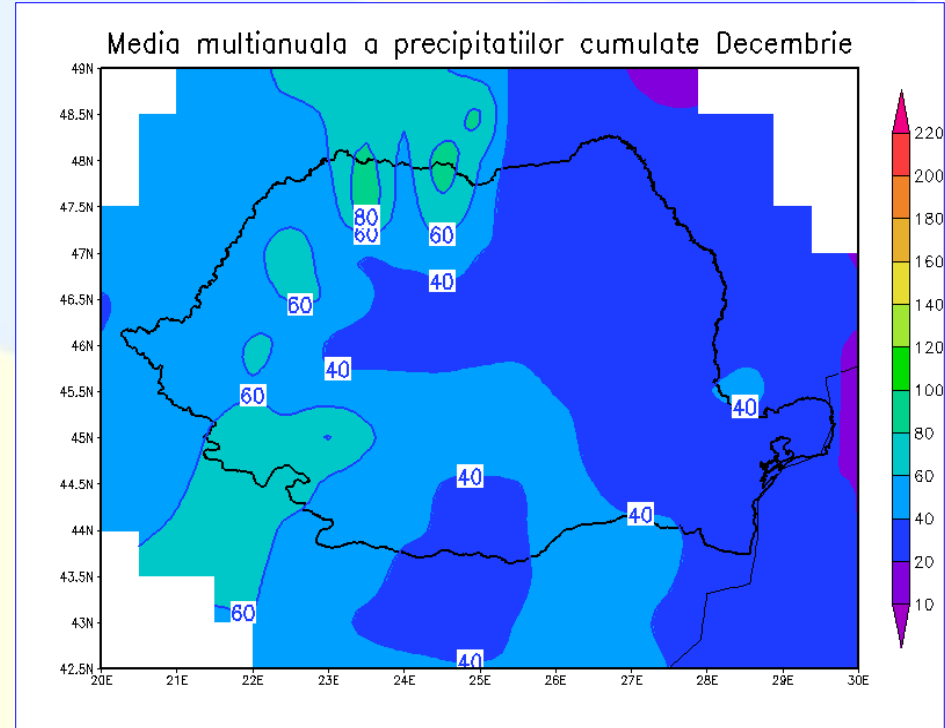 Media multianuala a precipitatiilor cumulate Decembrie
49N
48.5N
48N
47.5N
47N
46.5N
46N
45.5N
45N
44.5N
44N
43.5N
43N
42.5N
20E 21E 22E 23E 24E 25E 26E 27E 28E 29E 30E
80
60
60
40
60
40
60
40
40
40
60
40
220
200
180
160
140
120
100
80
60
40
20
10